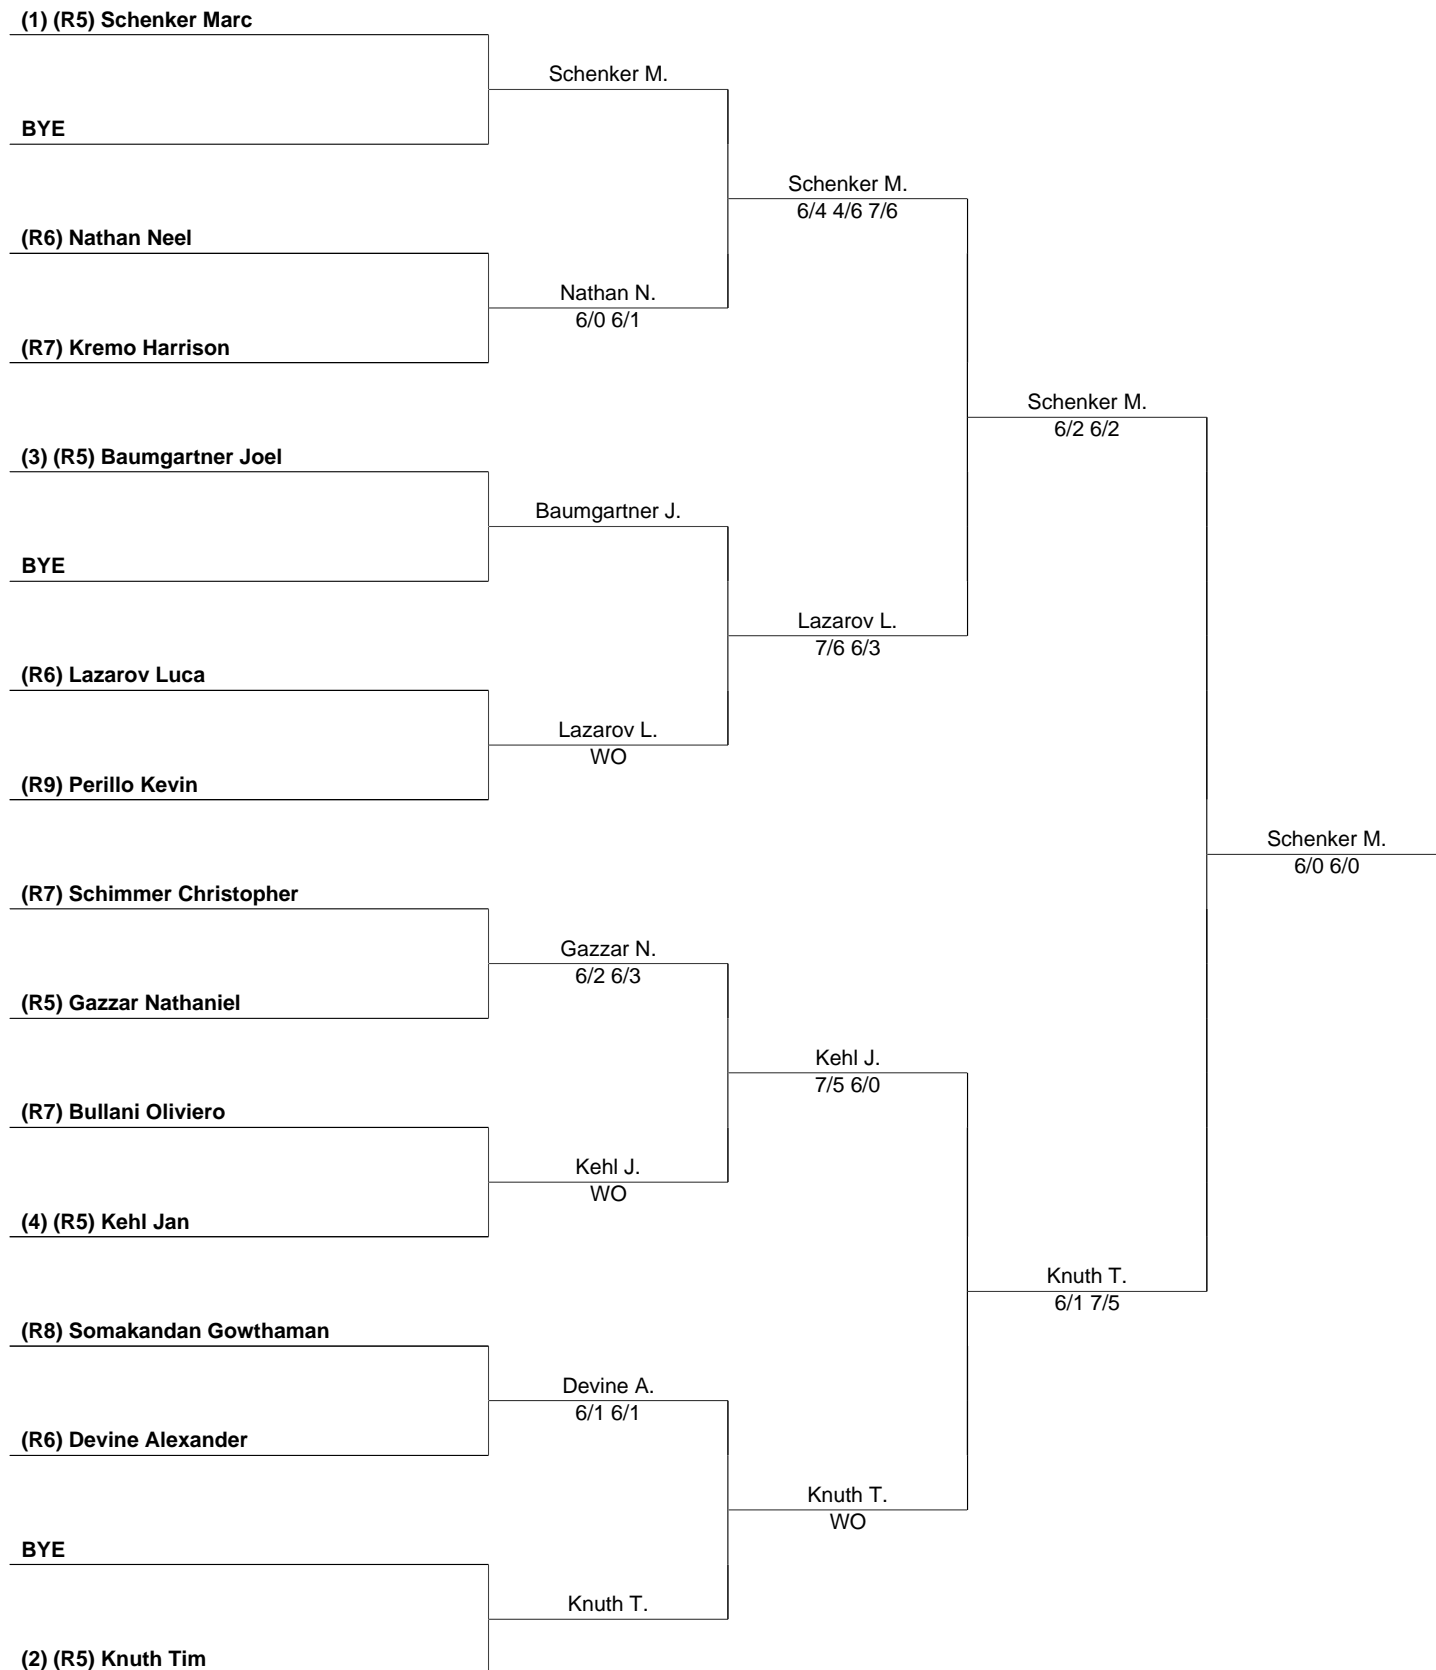 (1) (R5) Schenker Marc
Schenker M.
BYE
Schenker M.
6/4 4/6 7/6
(R6) Nathan Neel
Nathan N.
6/0 6/1
(R7) Kremo Harrison
Schenker M.
6/2 6/2
(3) (R5) Baumgartner Joel
Baumgartner J.
BYE
Lazarov L.
7/6 6/3
(R6) Lazarov Luca
Lazarov L.
WO
(R9) Perillo Kevin
Schenker M.
6/0 6/0
(R7) Schimmer Christopher
Gazzar N.
6/2 6/3
(R5) Gazzar Nathaniel
Kehl J.
7/5 6/0
(R7) Bullani Oliviero
Kehl J.
WO
(4) (R5) Kehl Jan
Knuth T.
6/1 7/5
(R8) Somakandan Gowthaman
Devine A.
6/1 6/1
(R6) Devine Alexander
Knuth T.
WO
BYE
Knuth T.
(2) (R5) Knuth Tim